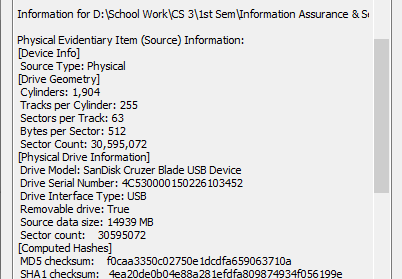 Information for D:\School Work\CS 3\1st Sem\Information Assurance & Se
Physical Evidentiary Item (Source) Information:
[Device Info]
Source Type: Physical
[Drive Geometry]
Cylinders: 1,904
Tracks per Cylinder: 255
Sectors per Track: 63
Bytes per Sector: 512
Sector Count: 30,595,072
[Physical Drive Information]
Drive Model: SanDisk Cruzer Blade USB Device
Drive Serial Number: 4C530000150226103452
Drive Interface Type: USB
Removable drive: True
Source data size: 14939 MB
Sector count:    30595072
[Computed Hashes]
MD5 checksum:    f0caa3350c02750e1dcdfa659063710a
SHA1 checksum:   4ea20de0b04e88a281efdfa809874934f056199e